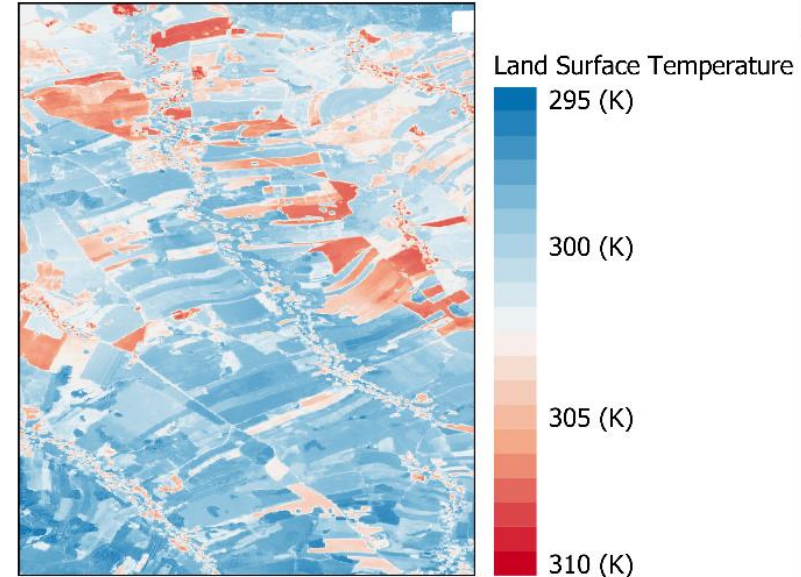 Land Surface Temperature
295 (K)
300 (K)
305 (K)
310 (K)